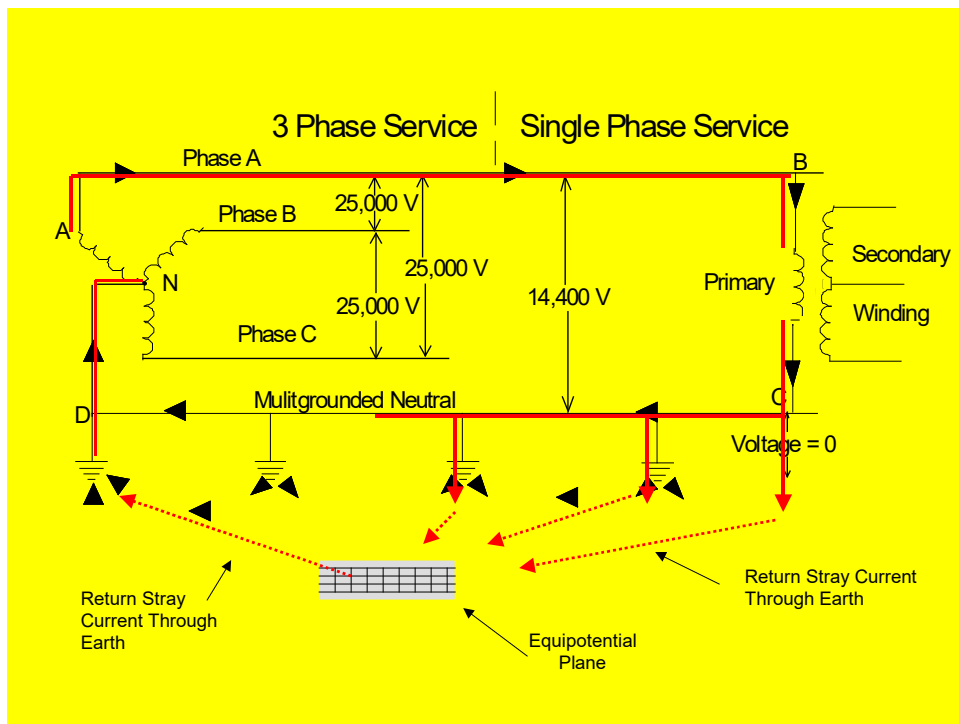 3 Phase Service
Single Phase Service
Phase A
B
25,000 V
Phase B
A
25,000 V
Secondary
N
Primary
25,000 V
14,400 V
Winding
Phase C
Mulitgrounded Neutral
C
D
Voltage = 0
Return Stray
Current Through
Earth
Return Stray Current
Through Earth
Equipotential
Plane